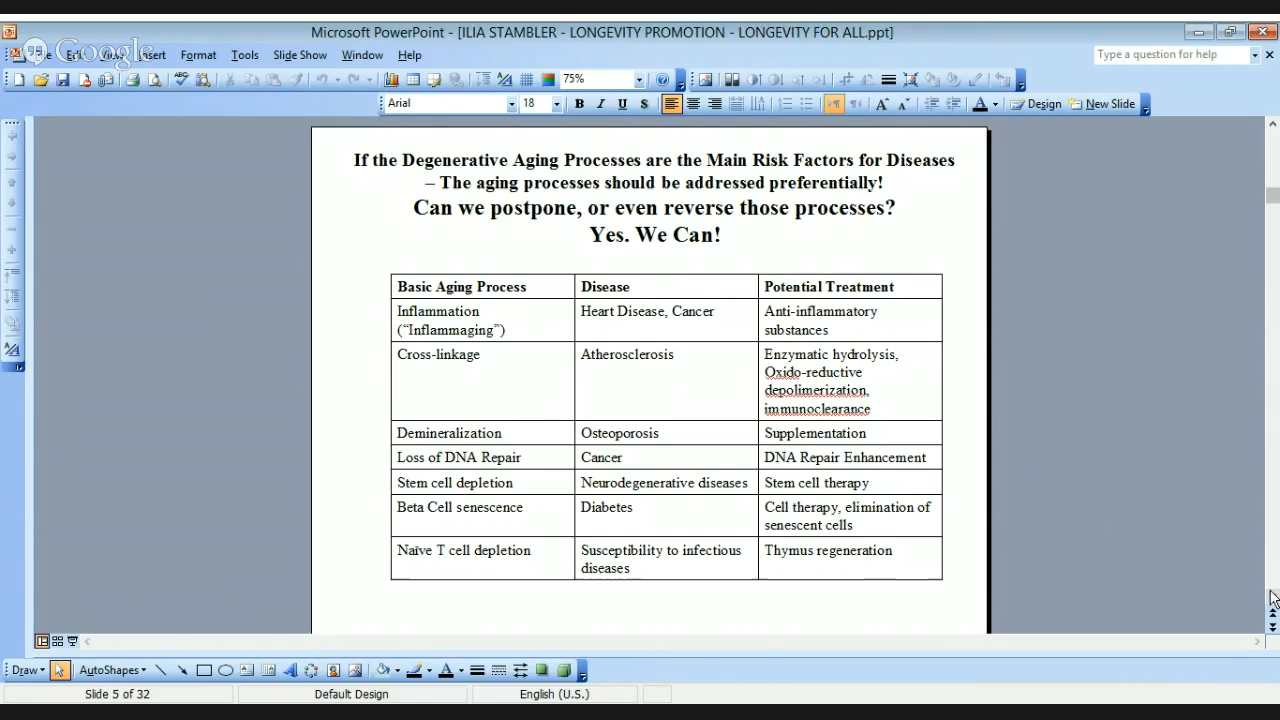 Microsoft PowerPoint - [ILIA STAMBLER - LONGEVITY PROMOTION - LONGEVITY FOR ALL.ppt]
Google
Format Tools Slide Show Window Help
Type a question for help
75%
Arial 18 B I U S A A A Design New Slide
If the Degenerative Aging Processes are the Main Risk Factors for Diseases
– The aging processes should be addressed preferentially!
Can we postpone, or even reverse those processes?
Yes. We Can!
Basic Aging Process Disease Potential Treatment
Inflammation Heart Disease, Cancer Anti-inflammatory
(“Inflammaging”) substances
Cross-linkage Atherosclerosis Enzymatic hydrolysis,
Oxido-reductive
depolimerization,
immunoclearance
Demineralization Osteoporosis Supplementation
Loss of DNA Repair Cancer DNA Repair Enhancement
Stem cell depletion Neurodegenerative diseases Stem cell therapy
Beta Cell senescence Diabetes Cell therapy, elimination of
senescent cells
Naïve T cell depletion Susceptibility to infectious Thymus regeneration
diseases
Draw AutoShapes A
Slide 5 of 32 Default Design English (U.S.)